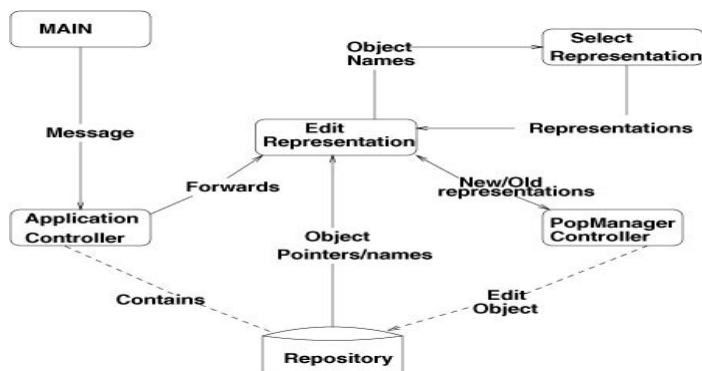 MAIN
Object
Names
Select
Representation
Message
Edit
Representation
Representations
Forwards
New/Old
representations
Application
Controller
Object
Pointers/names
PopManager
Controller
Contains
Edit
Object
Repository